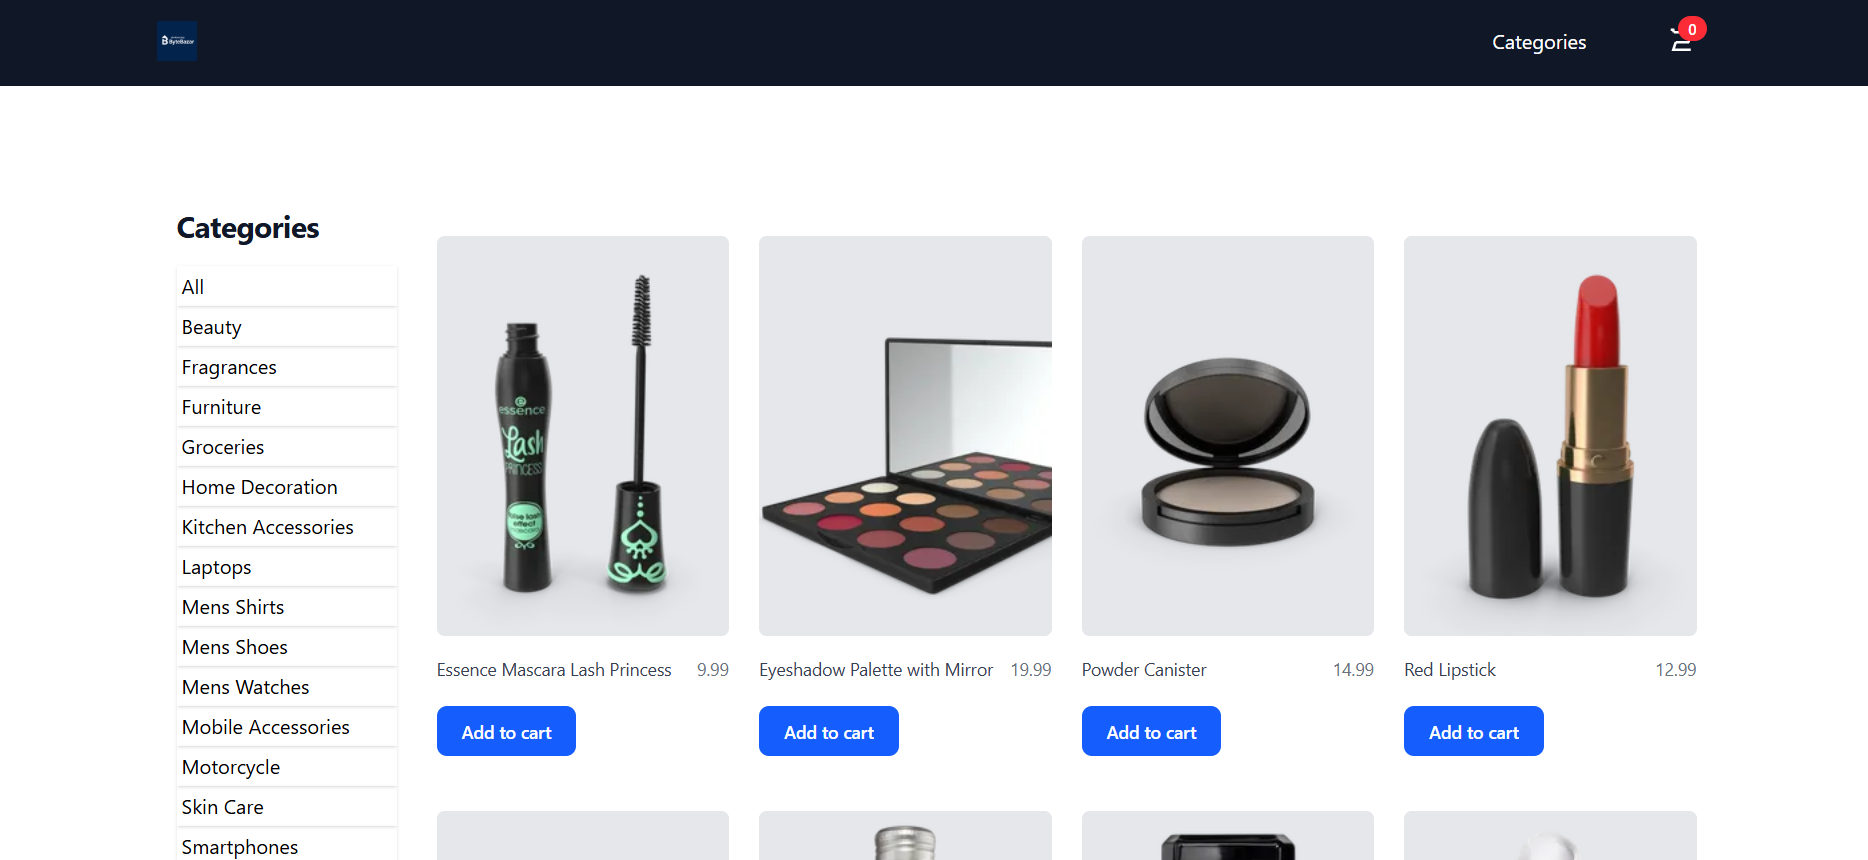 ByteBazar
Categories
0
Categories
All
Beauty
Fragrances
Furniture
Groceries
Home Decoration
Kitchen Accessories
Laptops
Mens Shirts
Mens Shoes
Mens Watches
Mobile Accessories
Motorcycle
Skin Care
Smartphones
essence
Lash
PRINCESS
false lash
effect
Essence Mascara Lash Princess 9.99
Eyeshadow Palette with Mirror 19.99
Powder Canister 14.99
Red Lipstick 12.99
Add to cart
Add to cart
Add to cart
Add to cart